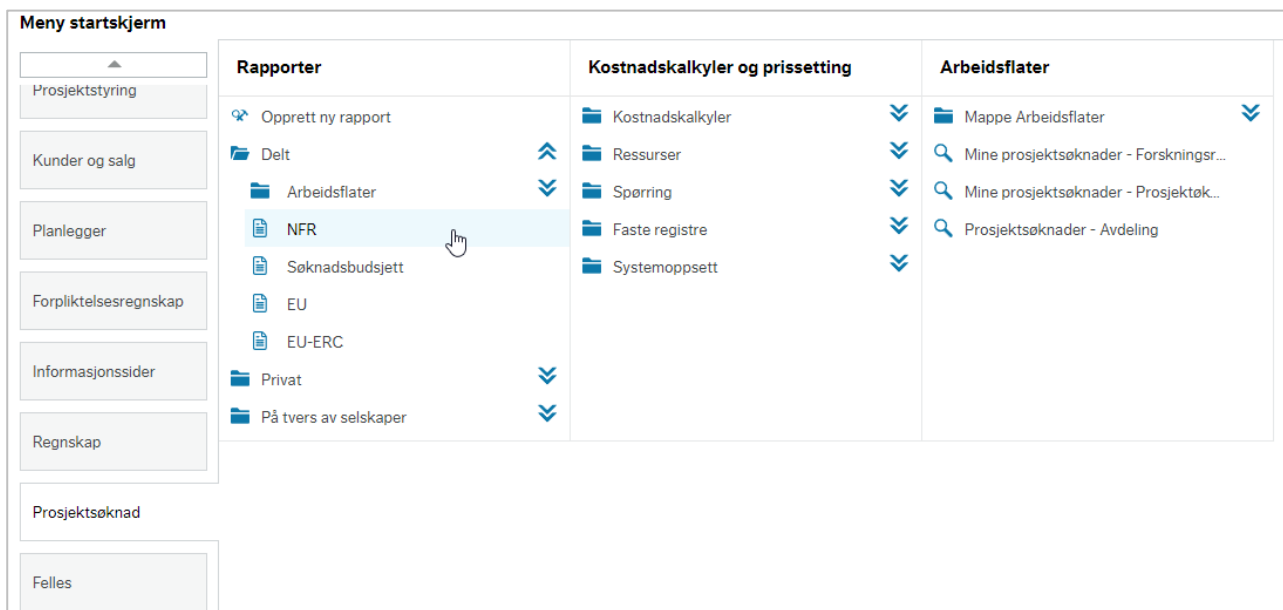 Meny startskjerm
Prosjektstyring
Kunder og salg
Planlegger
Forpliktelsesregnskap
Informasjonssider
Regnskap
Prosjektsøknad
Felles
Rapporter
Opprett ny rapport
Delt
Arbeidsflater
NFR
Søknadsbudsjett
EU
EU-ERC
Privat
På tvers av selskaper
Kostnadskalkyler og prissetting
Kostnadskalkyler
Ressurser
Spørring
Faste registre
Systemoppsett
Arbeidsflater
Mappe Arbeidsflater
Mine prosjektsøknader - Forskningsr...
Mine prosjektsøknader - Prosjektøk...
Prosjektsøknader - Avdeling